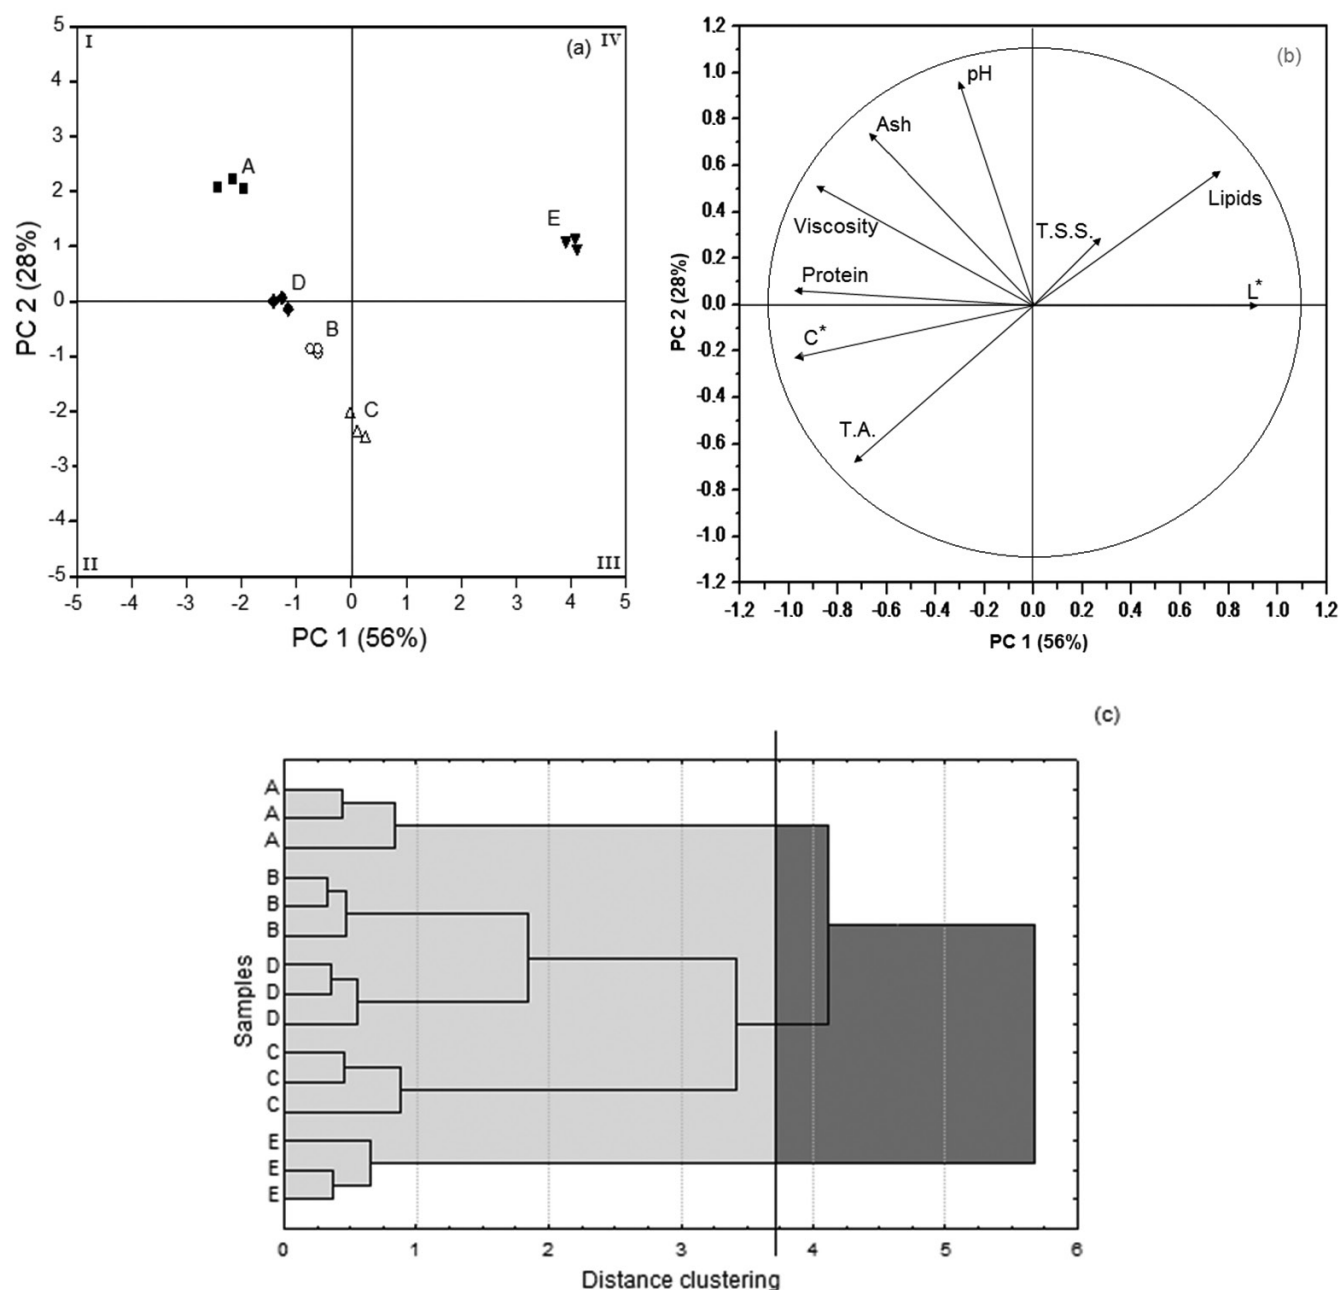 (a)
I
IV
5
4
3
2
1
0
-1
-2
-3
-4
-5
PC 2 (28%)
A
E
D
B
C
II
III
-5 -4 -3 -2 -1 0 1 2 3 4 5
PC 1 (56%)
(b)
1.2
1.0
0.8
0.6
0.4
0.2
0.0
-0.2
-0.4
-0.6
-0.8
-1.0
-1.2
PC 2 (28%)
pH
Ash
Lipids
Viscosity
T.S.S.
Protein
L*
C*
T.A.
-1.2 -1.0 -0.8 -0.6 -0.4 -0.2 0.0 0.2 0.4 0.6 0.8 1.0 1.2
PC 1 (56%)
(c)
Samples
A
A
A
B
B
B
D
D
D
C
C
C
E
E
E
0 1 2 3 4 5 6
Distance clustering